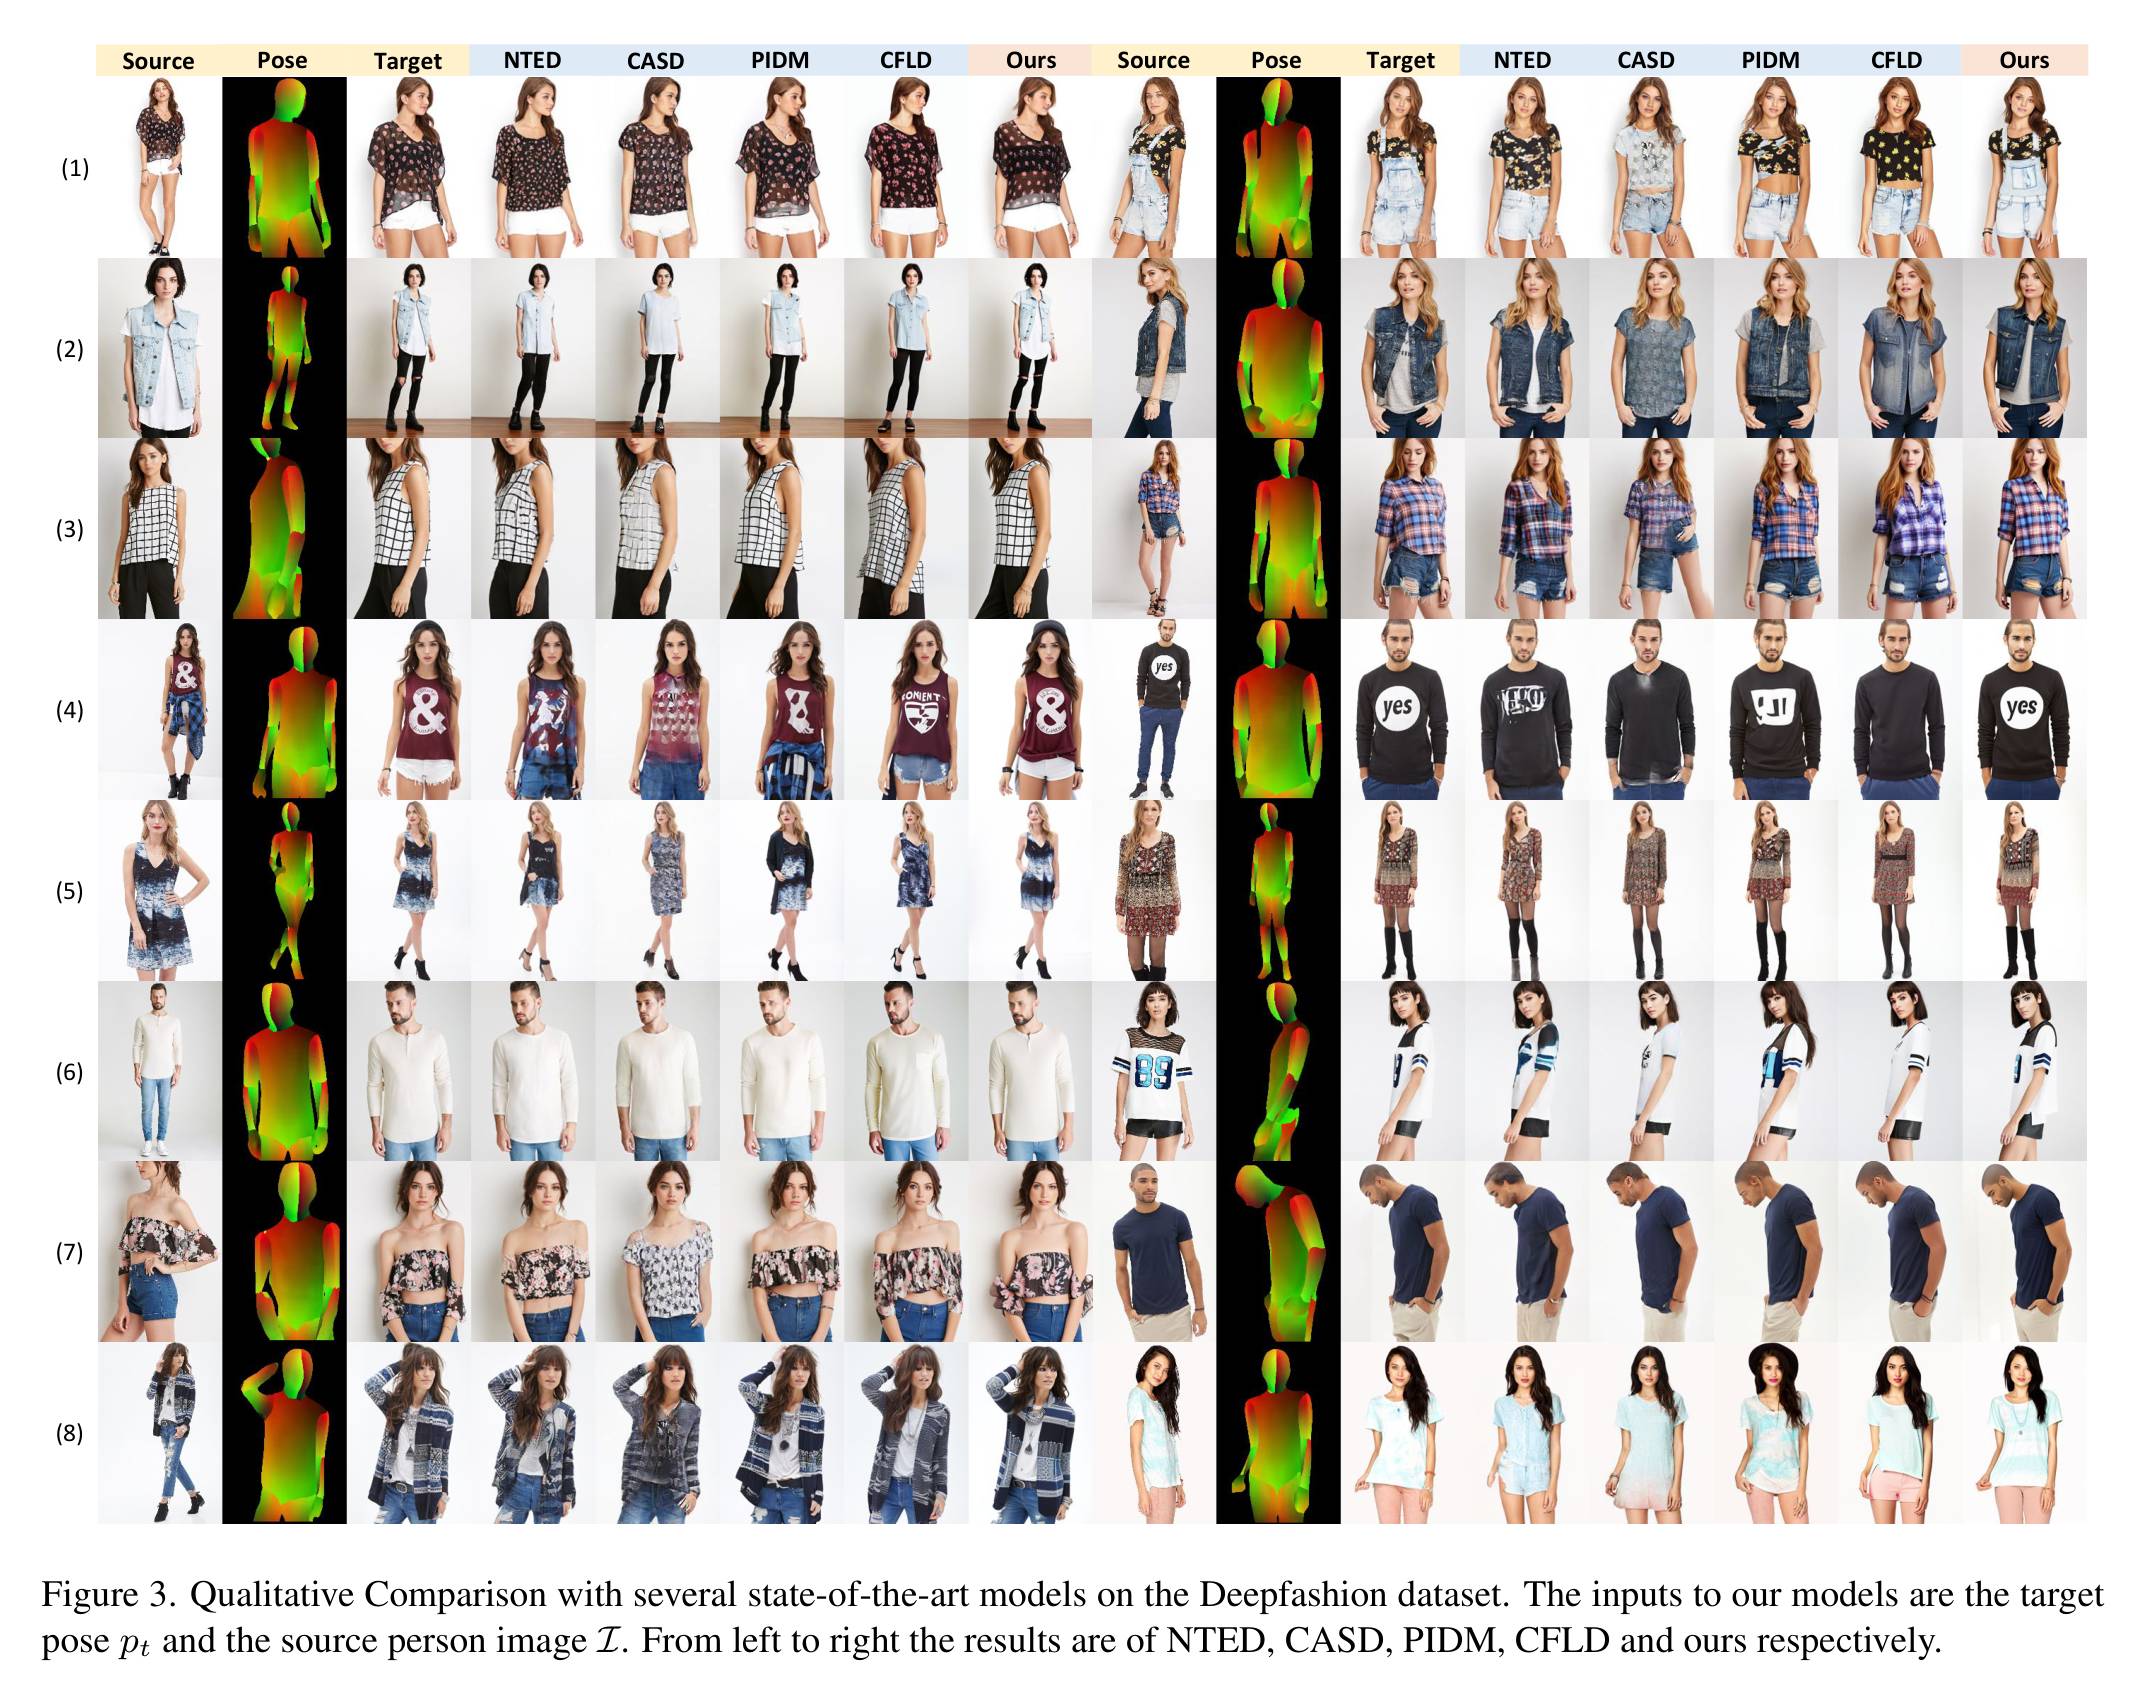 Source Pose Target NTED CASD PIDM CFLD Ours Source Pose Target NTED CASD PIDM CFLD Ours
(1)
(2)
(3)
(4)
&
&
ONIENT
&
yes
yes
yes
(5)
(6)
89
(7)
(8)
Figure 3. Qualitative Comparison with several state-of-the-art models on the Deepfashion dataset. The inputs to our models are the target
pose pₜ and the source person image ℐ. From left to right the results are of NTED, CASD, PIDM, CFLD and ours respectively.